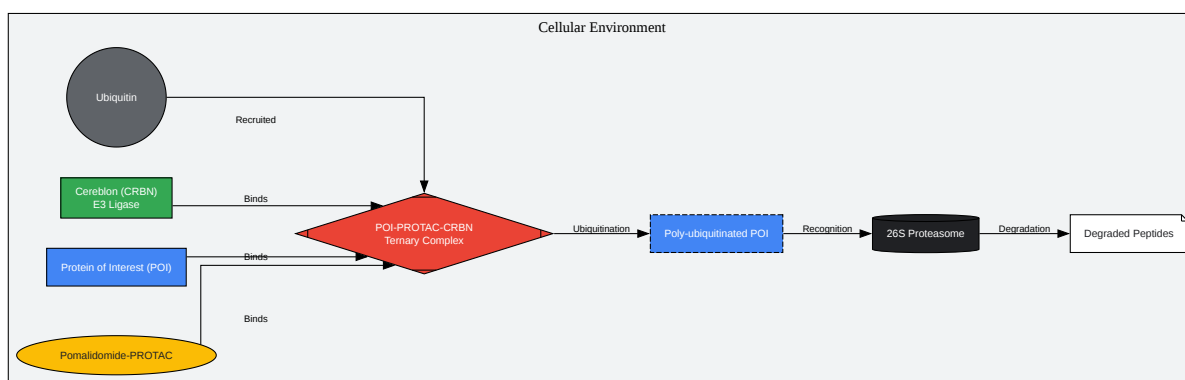 Cellular Environment
Ubiquitin
Recruited
Cereblon (CRBN)
E3 Ligase
Binds
POI-PROTAC-CRBN
Ternary Complex
Ubiquitination
Poly-ubiquitinated POI
Recognition
26S Proteasome
Degradation
Degraded Peptides
Protein of Interest (POI)
Binds
Binds
Pomalidomide-PROTAC